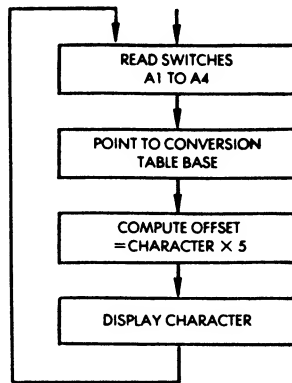 READ SWITCHES
A1 TO A4
POINT TO CONVERSION
TABLE BASE
COMPUTE OFFSET
=CHARACTER × 5
DISPLAY CHARACTER